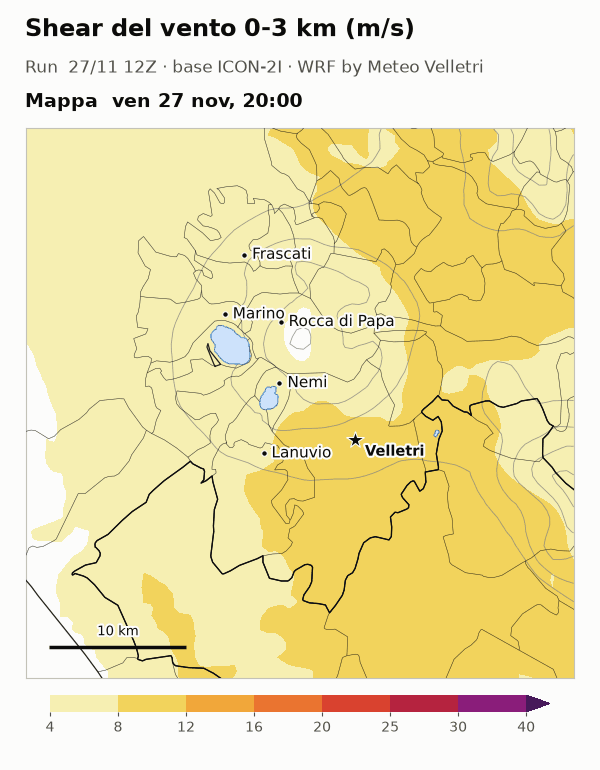 Shear del vento 0-3 km (m/s)
Run  27/11 12Z · base ICON-2I · WRF by Meteo Velletri
Mappa  ven 27 nov, 20:00
Frascati
Marino
Rocca di Papa
Nemi
Velletri
Lanuvio
10 km
4 8 12 16 20 25 30 40